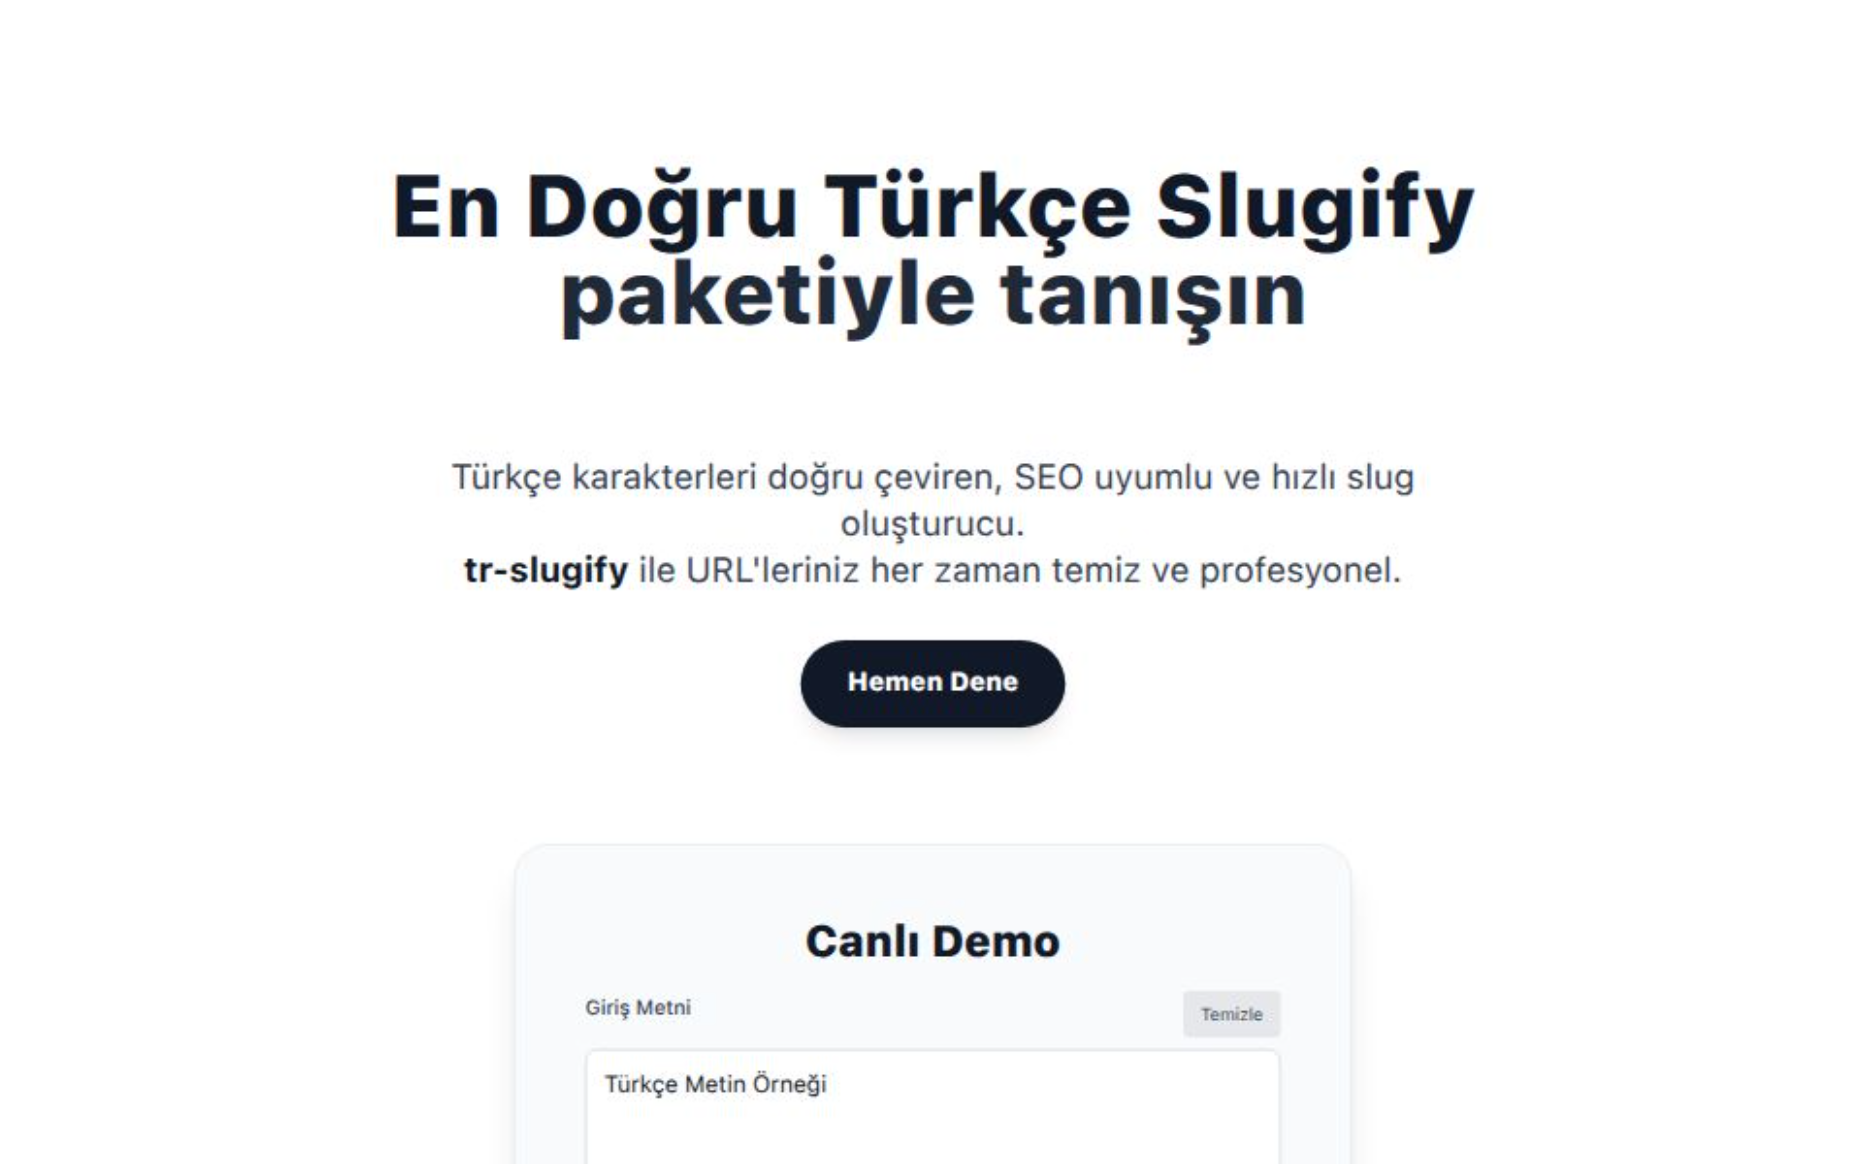 En Doğru Türkçe Slugify
paketiyle tanışın
Türkçe karakterleri doğru çeviren, SEO uyumlu ve hızlı slug
oluşturucu.
tr-slugify ile URL'leriniz her zaman temiz ve profesyonel.
Hemen Dene
Canlı Demo
Giriş Metni
Temizle
Türkçe Metin Örneği